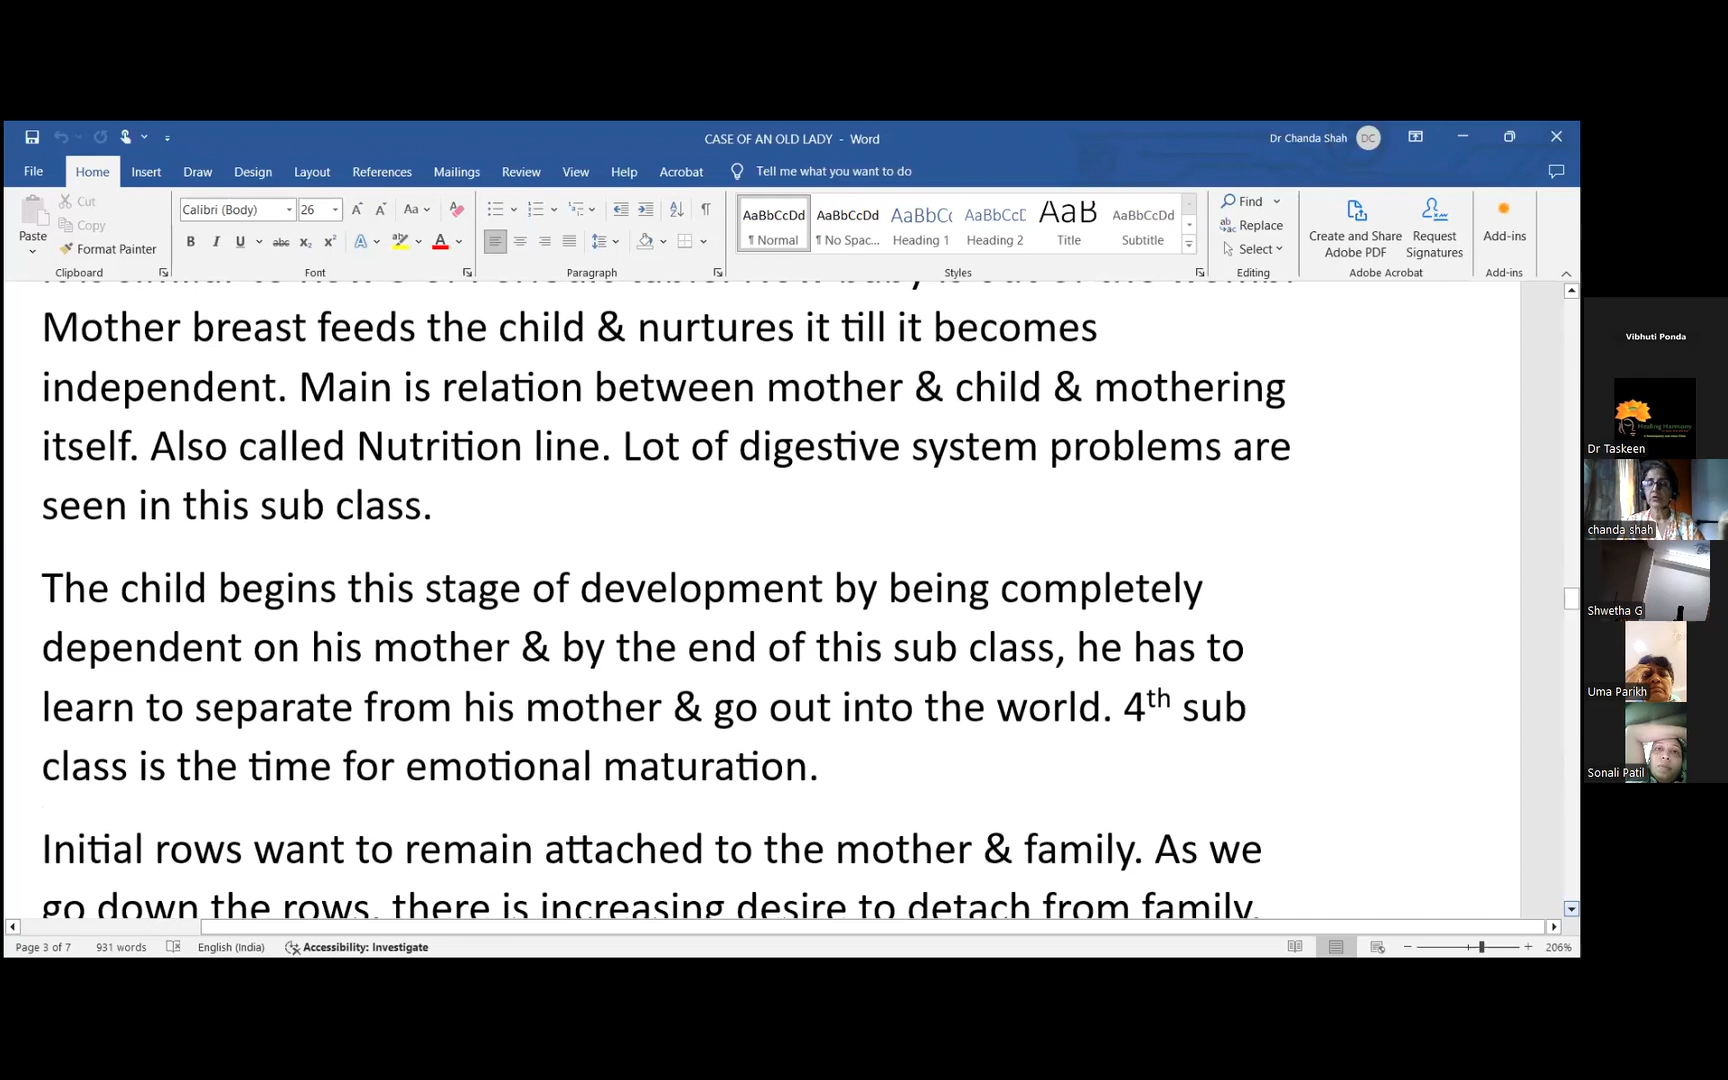 CASE OF AN OLD LADY - Word
Dr Chanda Shah DC
File Home Insert Draw Design Layout References Mailings Review View Help Acrobat Tell me what you want to do
Paste Cut
Copy
Format Painter
Clipboard
Calibri (Body) 26
Font
Paragraph
AaBbCcDd AaBbCcDd AaBbCc AaBbCcD AaB AaBbCcDd
¶ Normal ¶ No Spac... Heading 1 Heading 2 Title Subtitle
Styles
Find
Replace
Select
Editing
Create and Share Adobe PDF
Request Signatures
Adobe Acrobat
Add-ins
Add-ins
Mother breast feeds the child & nurtures it till it becomes
independent. Main is relation between mother & child & mothering
itself. Also called Nutrition line. Lot of digestive system problems are
seen in this sub class.
The child begins this stage of development by being completely
dependent on his mother & by the end of this sub class, he has to
learn to separate from his mother & go out into the world. 4th sub
class is the time for emotional maturation.
Initial rows want to remain attached to the mother & family. As we
go down the rows, there is increasing desire to detach from family.
Page 3 of 7 931 words English (India) Accessibility: Investigate 206%
Vibhuti Ponda
Healing Harmony
Dr Taskeen
chanda shah
Shwetha G
Uma Parikh
Sonali Patil